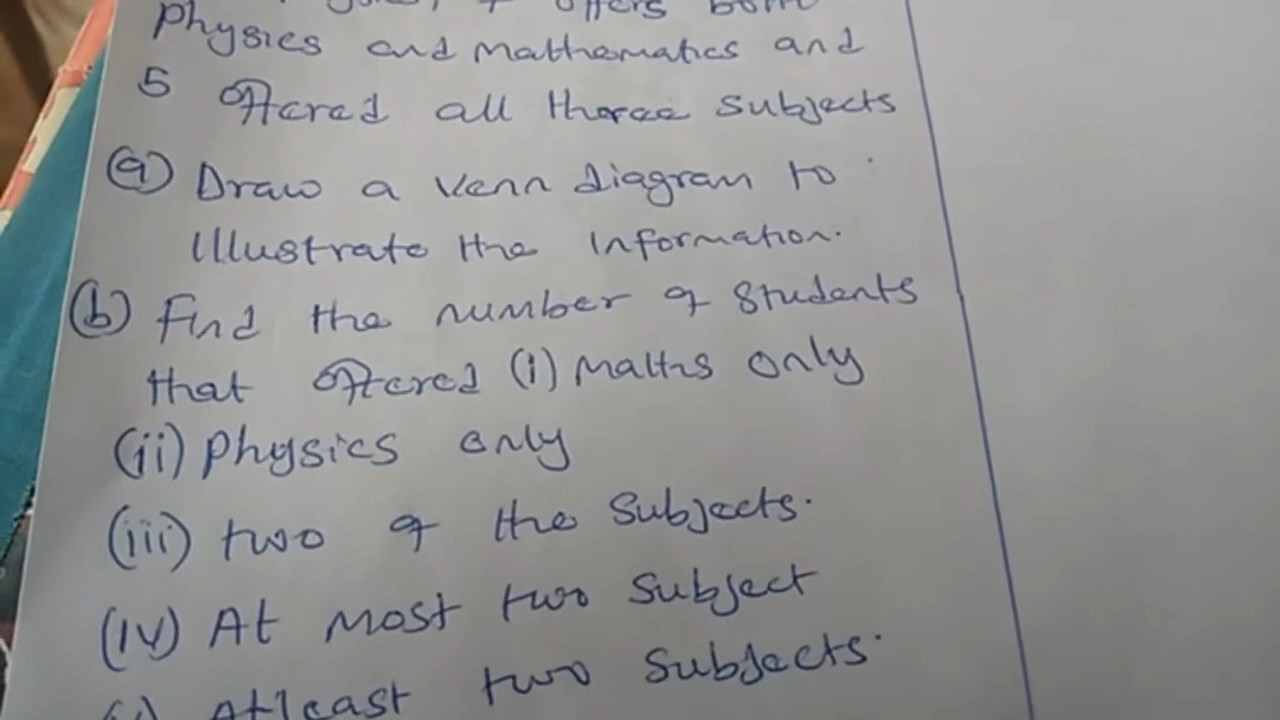 offers both
Physics and Mathematics and
5 offered all three subjects
(a) Draw a Venn diagram to
Illustrate the Information.
(b) Find the number of Students
that offered (i) Maths only
(ii) Physics only
(iii) two of the Subjects.
(IV) At most two Subject
Atleast two Subjects.